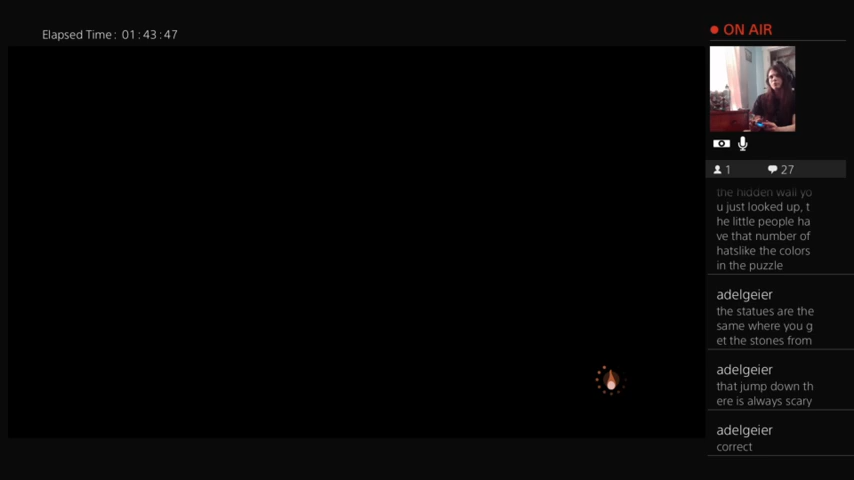 Elapsed Time: 01:43:47
ON AIR
1
27
the hidden wall yo
u just looked up, t
he little people ha
ve that number of
hatslike the colors
in the puzzle
adelgeier
the statues are the
same where you g
et the stones from
adelgeier
that jump down th
ere is always scary
adelgeier
correct